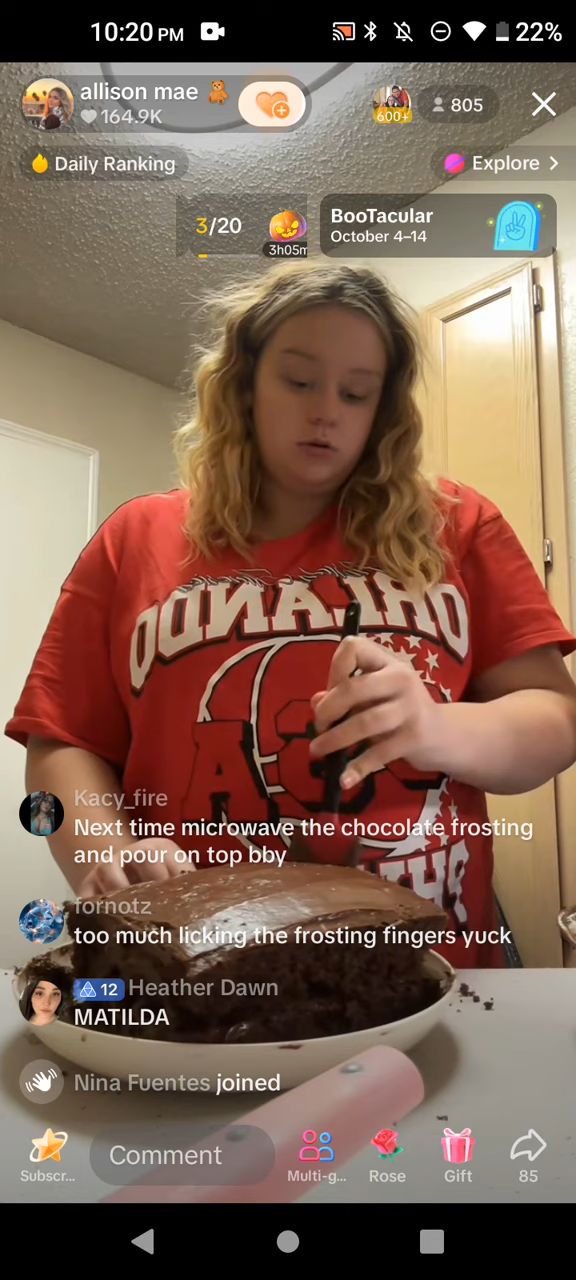 10:20 PM 22%
allison mae
164.9K
600+
805
Daily Ranking
Explore >
3/20
3h05m
BooTacular
October 4–14
ORLANDO
USA
Kacy_fire
Next time microwave the chocolate frosting
and pour on top bby
fornotz
too much licking the frosting fingers yuck
12 Heather Dawn
MATILDA
Nina Fuentes joined
Subscr...
Comment
Multi-g...
Rose
Gift
85